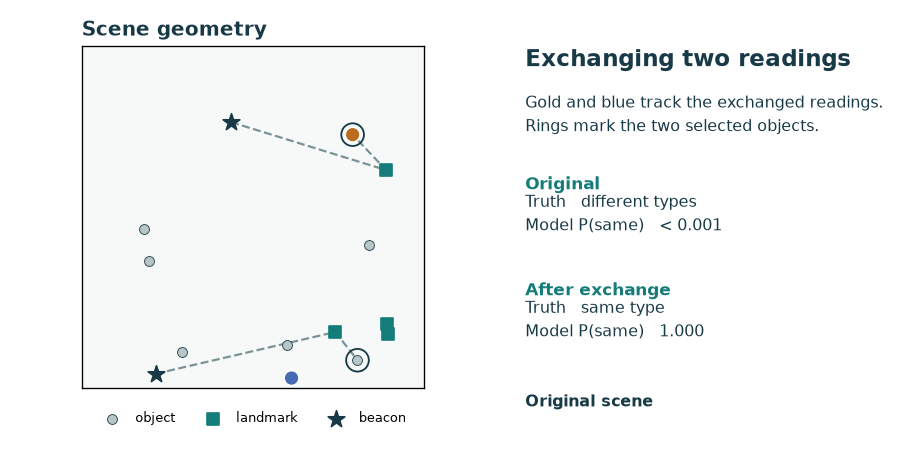 Scene geometry
object
landmark
beacon
Exchanging two readings
Gold and blue track the exchanged readings.
Rings mark the two selected objects.
Original
Truth different types
Model P(same) < 0.001
After exchange
Truth same type
Model P(same) 1.000
Original scene